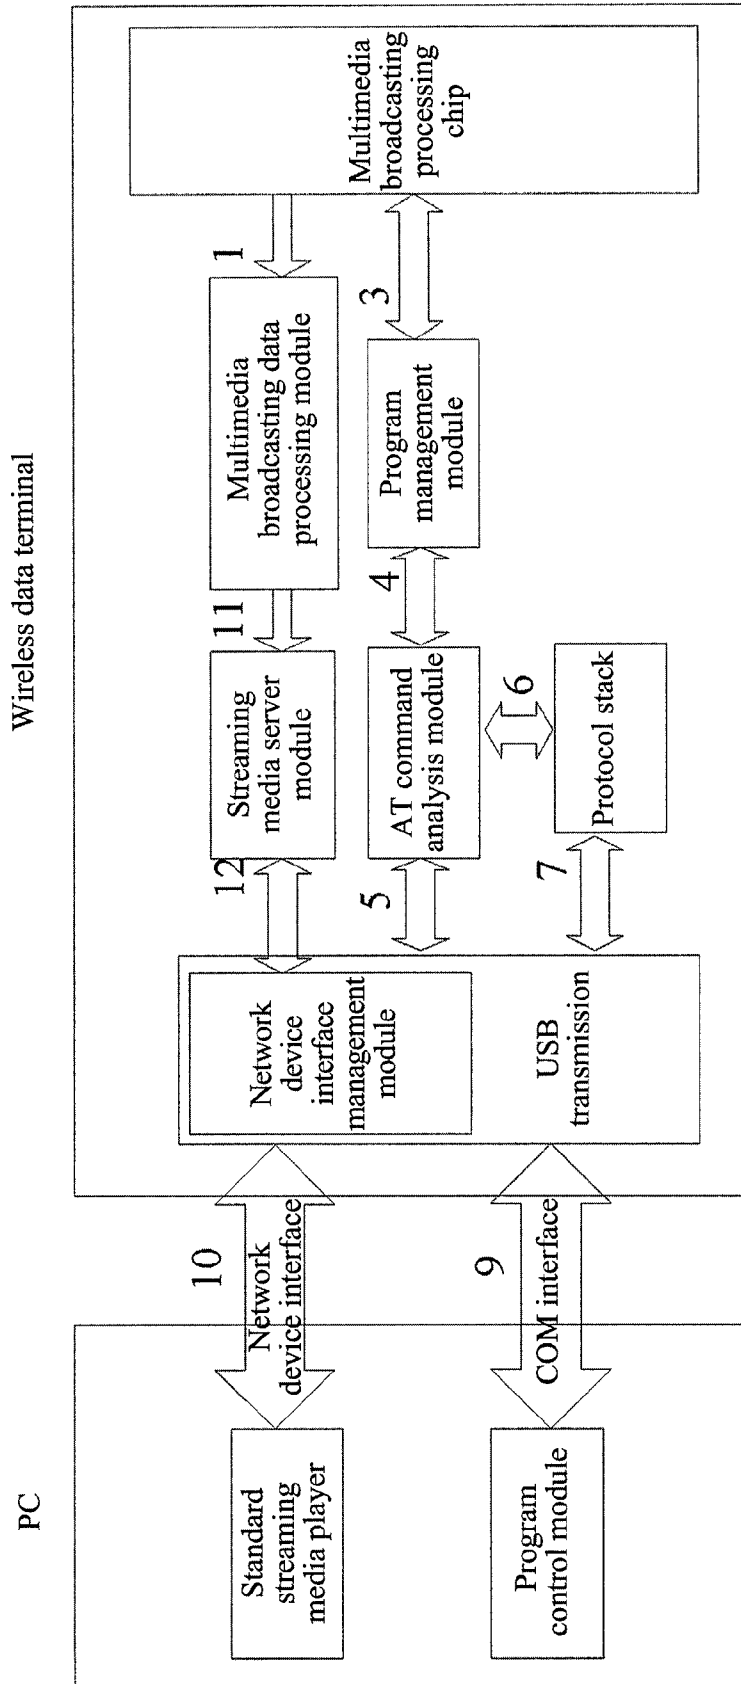 PC
Wireless data terminal
Standard
streaming
media player
10
Network
device interface
Network
device
interface
management
module
12
Streaming
media server
module
11
Multimedia
broadcasting data
processing module
1
Multimedia
broadcasting
processing
chip
Program
control module
9
COM interface
USB
transmission
5
AT command
analysis module
4
Program
management
module
3
6
7
Protocol stack